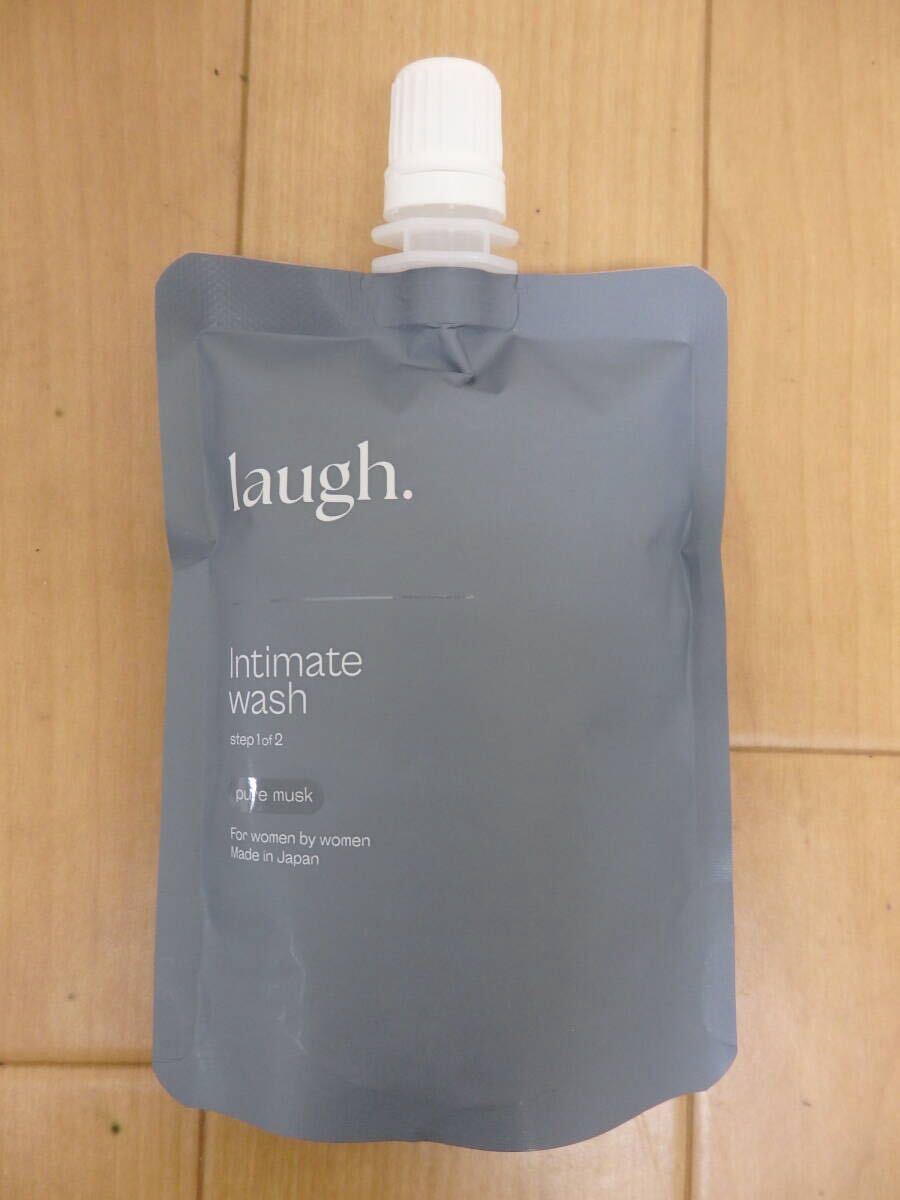 laugh.
Intimate
wash
step 1 of 2
pure musk
For women by women
Made in Japan